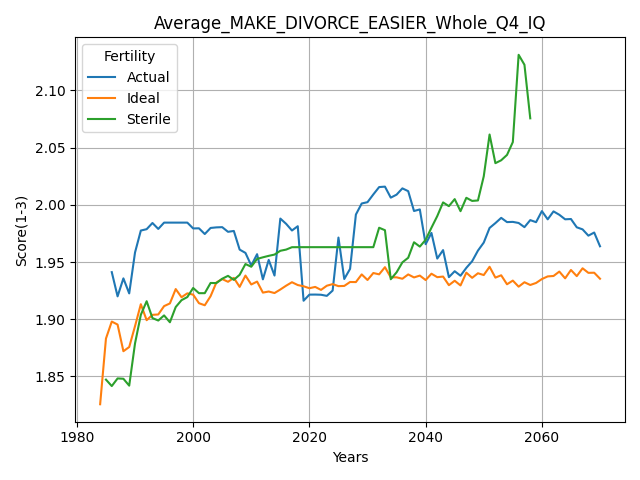 Average_MAKE_DIVORCE_EASIER_Whole_Q4_IQ
Fertility
Actual
Ideal
Sterile
Score(1-3)
2.10
2.05
2.00
1.95
1.90
1.85
1980
2000
2020
2040
2060
Years